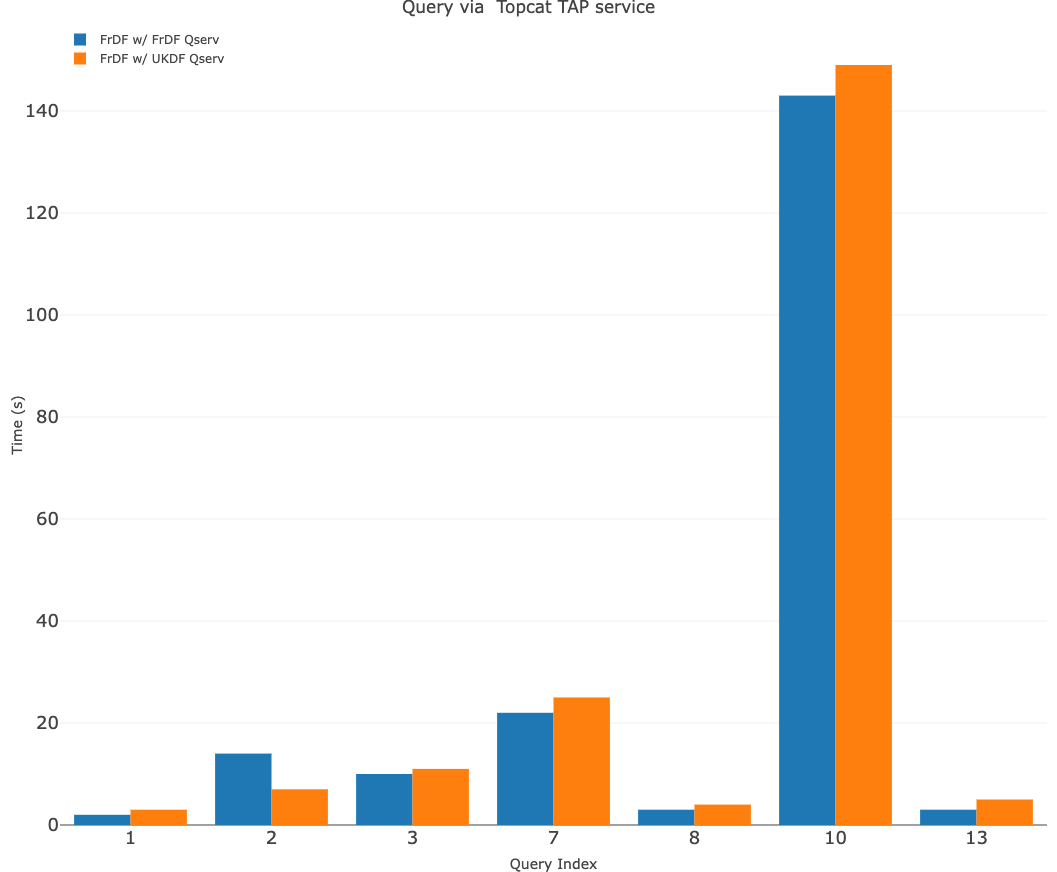 Query via  Topcat TAP service
FrDF w/ FrDF Qserv
FrDF w/ UKDF Qserv
140
120
100
80
60
40
20
0
Time (s)
1 2 3 7 8 10 13
Query Index